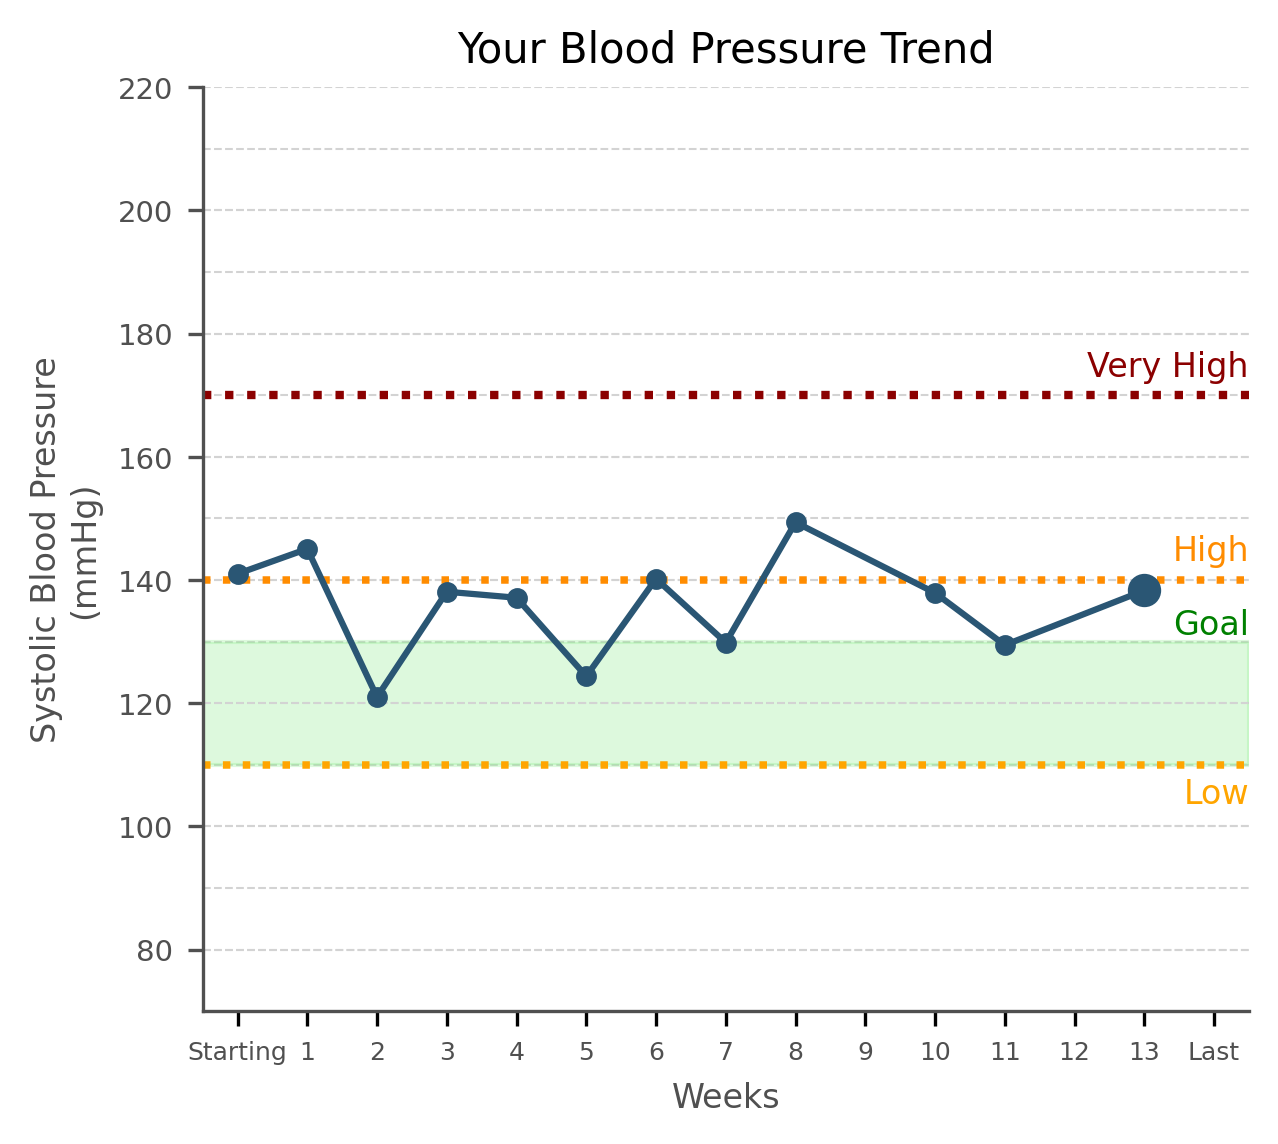 Your Blood Pressure Trend
220
200
180
Very High
160
High
140
Goal
120
Low
100
80
Systolic Blood Pressure
(mmHg)
Starting 1 2 3 4 5 6 7 8 9 10 11 12 13 Last
Weeks